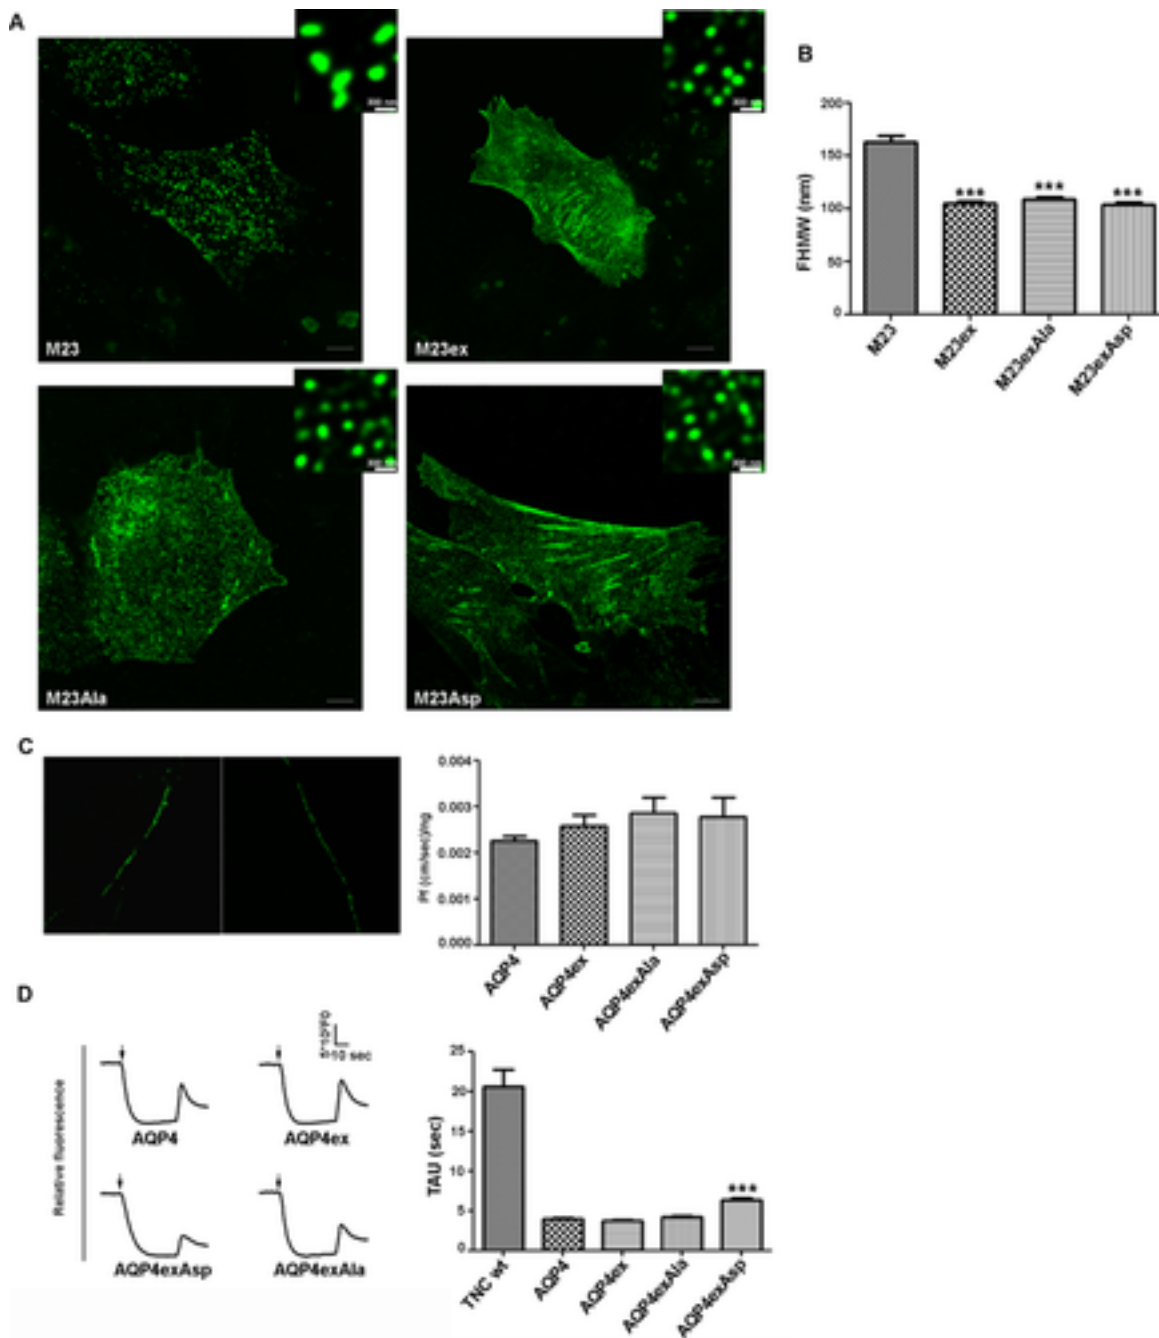 A
M23
M23ex
M23Ala
M23Asp
B
200
150
100
50
0
FHMW (nm)
***
***
***
M23
M23ex
M23exAla
M23exAsp
C
0.004
0.003
0.002
0.001
0.000
Pf (cm/sec)/ng
AQP4
AQP4ex
AQP4exAla
AQP4exAsp
D
Relative fluorescence
10 sec
AQP4
AQP4ex
AQP4exAsp
AQP4exAla
25
20
15
10
5
0
TAU (sec)
***
TNC wt
AQP4
AQP4ex
AQP4exAla
AQP4exAsp